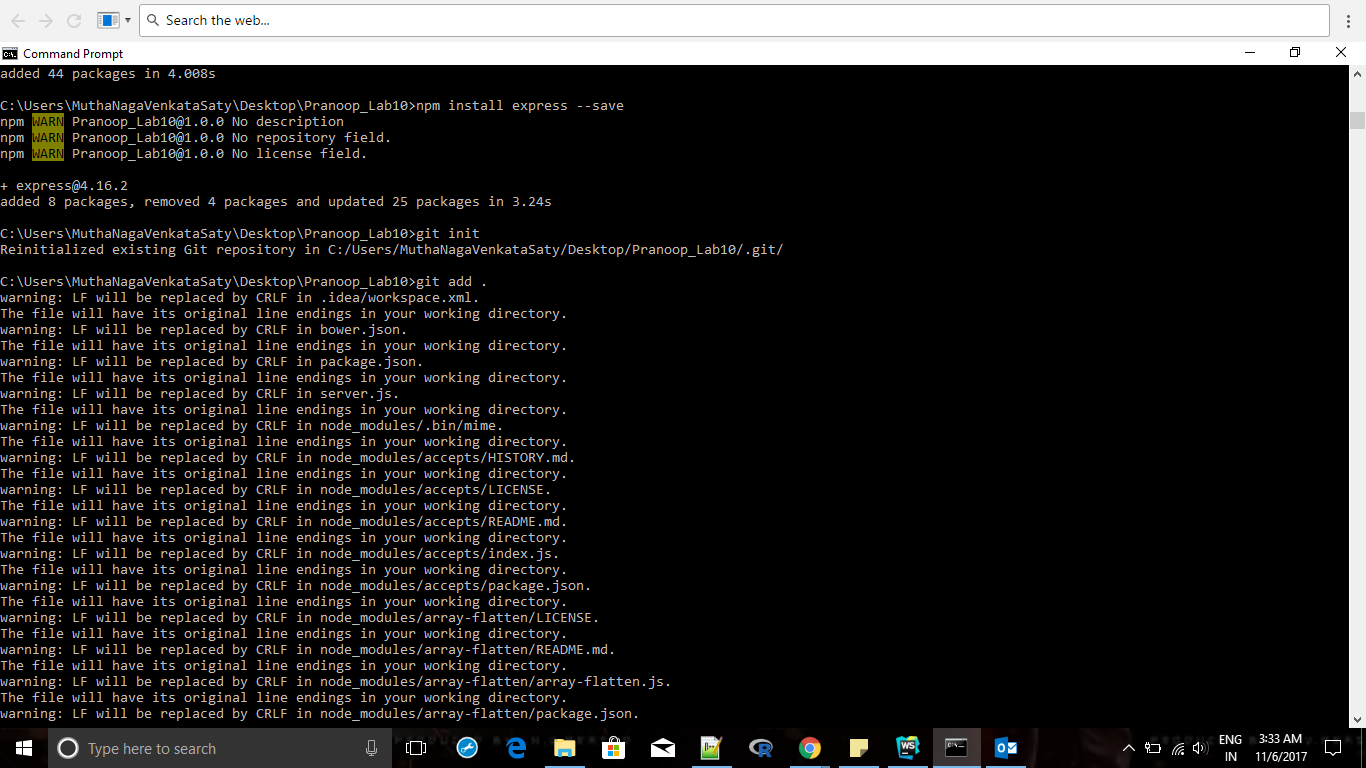 Search the web...
Command Prompt
added 44 packages in 4.008s
C:\Users\MuthaNagaVenkataSaty\Desktop\Pranoop_Lab10>npm install express --save
npm WARN Pranoop_Lab10@1.0.0 No description
npm WARN Pranoop_Lab10@1.0.0 No repository field.
npm WARN Pranoop_Lab10@1.0.0 No license field.
+ express@4.16.2
added 8 packages, removed 4 packages and updated 25 packages in 3.24s
C:\Users\MuthaNagaVenkataSaty\Desktop\Pranoop_Lab10>git init
Reinitialized existing Git repository in C:/Users/MuthaNagaVenkataSaty/Desktop/Pranoop_Lab10/.git/
C:\Users\MuthaNagaVenkataSaty\Desktop\Pranoop_Lab10>git add .
warning: LF will be replaced by CRLF in .idea/workspace.xml.
The file will have its original line endings in your working directory.
warning: LF will be replaced by CRLF in bower.json.
The file will have its original line endings in your working directory.
warning: LF will be replaced by CRLF in package.json.
The file will have its original line endings in your working directory.
warning: LF will be replaced by CRLF in server.js.
The file will have its original line endings in your working directory.
warning: LF will be replaced by CRLF in node_modules/.bin/mime.
The file will have its original line endings in your working directory.
warning: LF will be replaced by CRLF in node_modules/accepts/HISTORY.md.
The file will have its original line endings in your working directory.
warning: LF will be replaced by CRLF in node_modules/accepts/LICENSE.
The file will have its original line endings in your working directory.
warning: LF will be replaced by CRLF in node_modules/accepts/README.md.
The file will have its original line endings in your working directory.
warning: LF will be replaced by CRLF in node_modules/accepts/index.js.
The file will have its original line endings in your working directory.
warning: LF will be replaced by CRLF in node_modules/accepts/package.json.
The file will have its original line endings in your working directory.
warning: LF will be replaced by CRLF in node_modules/array-flatten/LICENSE.
The file will have its original line endings in your working directory.
warning: LF will be replaced by CRLF in node_modules/array-flatten/README.md.
The file will have its original line endings in your working directory.
warning: LF will be replaced by CRLF in node_modules/array-flatten/array-flatten.js.
The file will have its original line endings in your working directory.
warning: LF will be replaced by CRLF in node_modules/array-flatten/package.json.
Type here to search
WS
ENG
IN
3:33 AM
11/6/2017